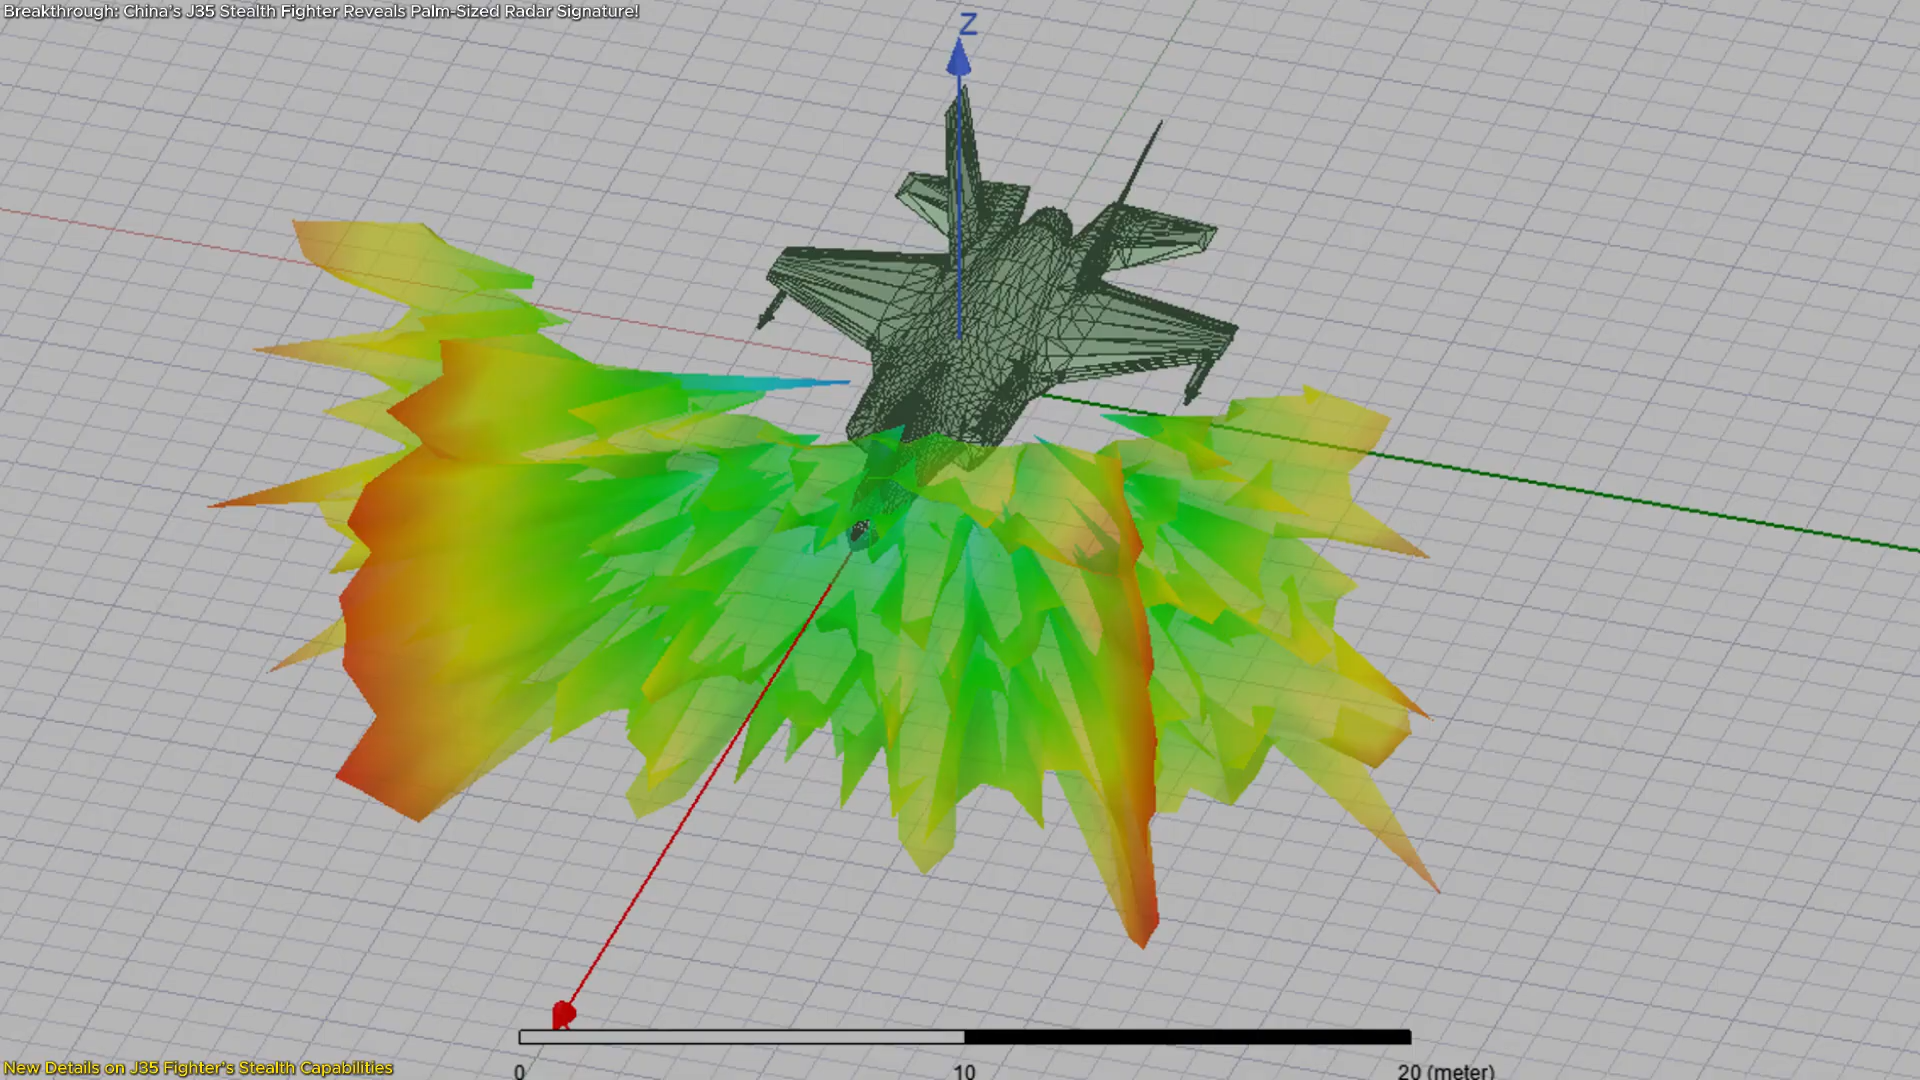 Breakthrough: China's J35 Stealth Fighter Reveals Palm-Sized Radar Signature!
Z
0 10 20 (meter)
New Details on J35 Fighter's Stealth Capabilities